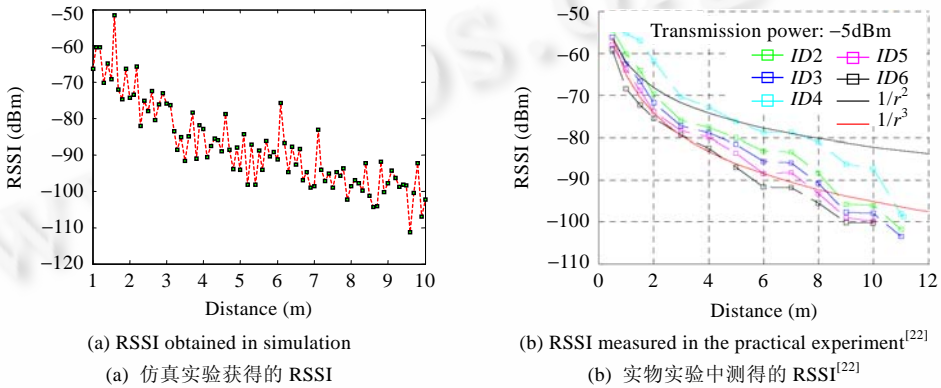 −50
−60
−70
−80
−90
−100
−110
−120
RSSI (dBm)
1 2 3 4 5 6 7 8 9 10
Distance (m)
(a) RSSI obtained in simulation
(a) 仿真实验获得的 RSSI
−50
−60
−70
−80
−90
−100
−110
RSSI (dBm)
Transmission power: −5dBm
ID2 ID5
ID3 ID6
ID4 1/r²
1/r³
0 2 4 6 8 10 12
Distance (m)
(b) RSSI measured in the practical experiment[22]
(b) 实物实验中测得的 RSSI[22]